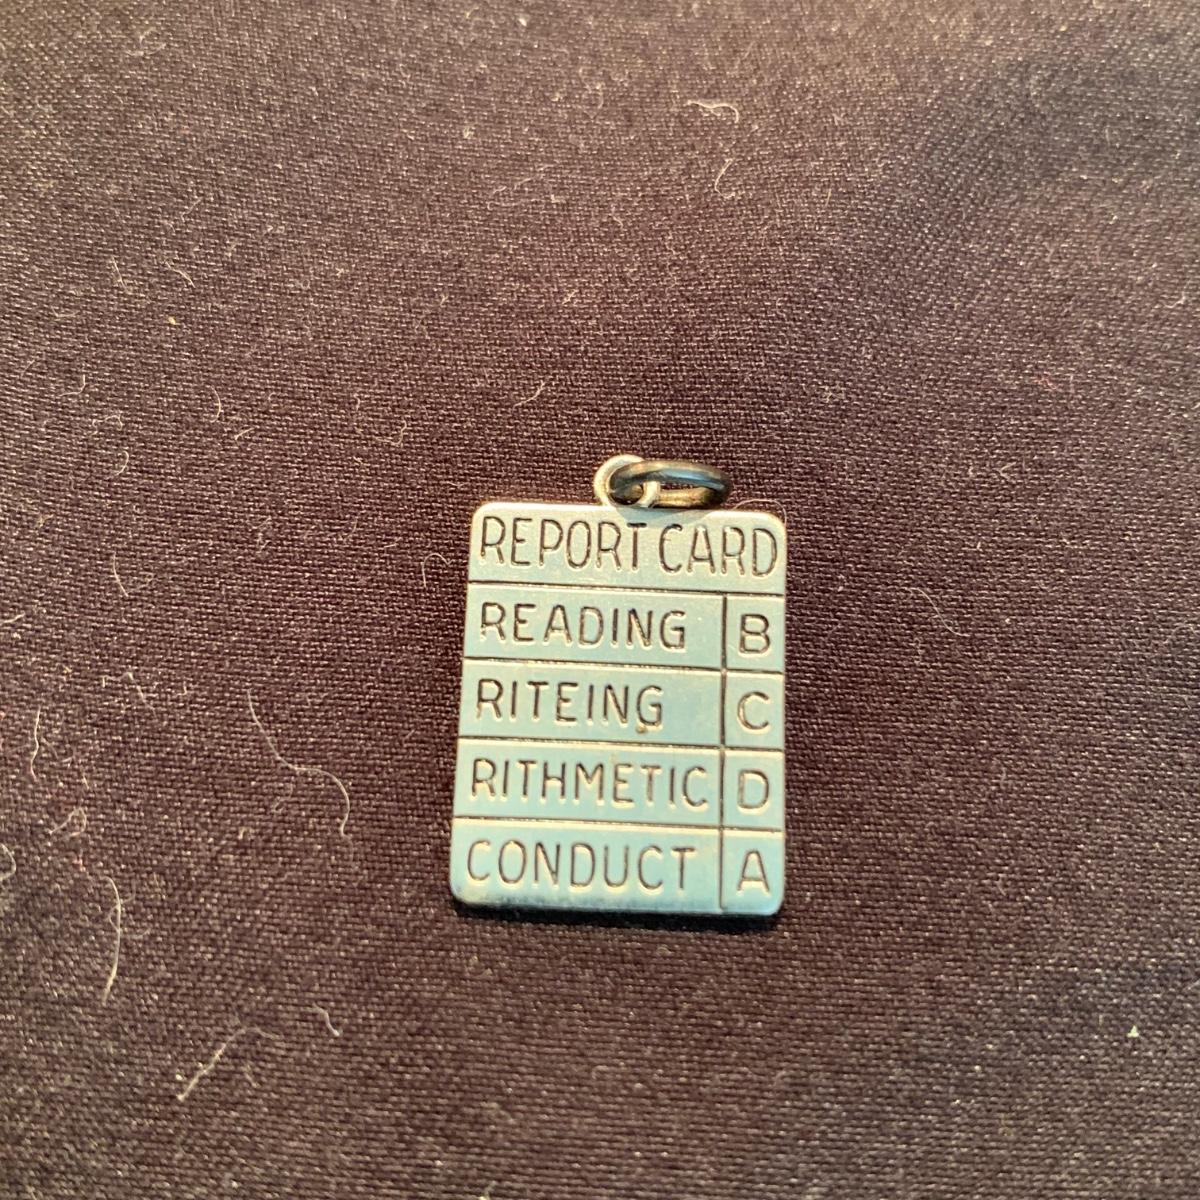 REPORT CARD
READING B
RITEING C
RITHMETIC D
CONDUCT A